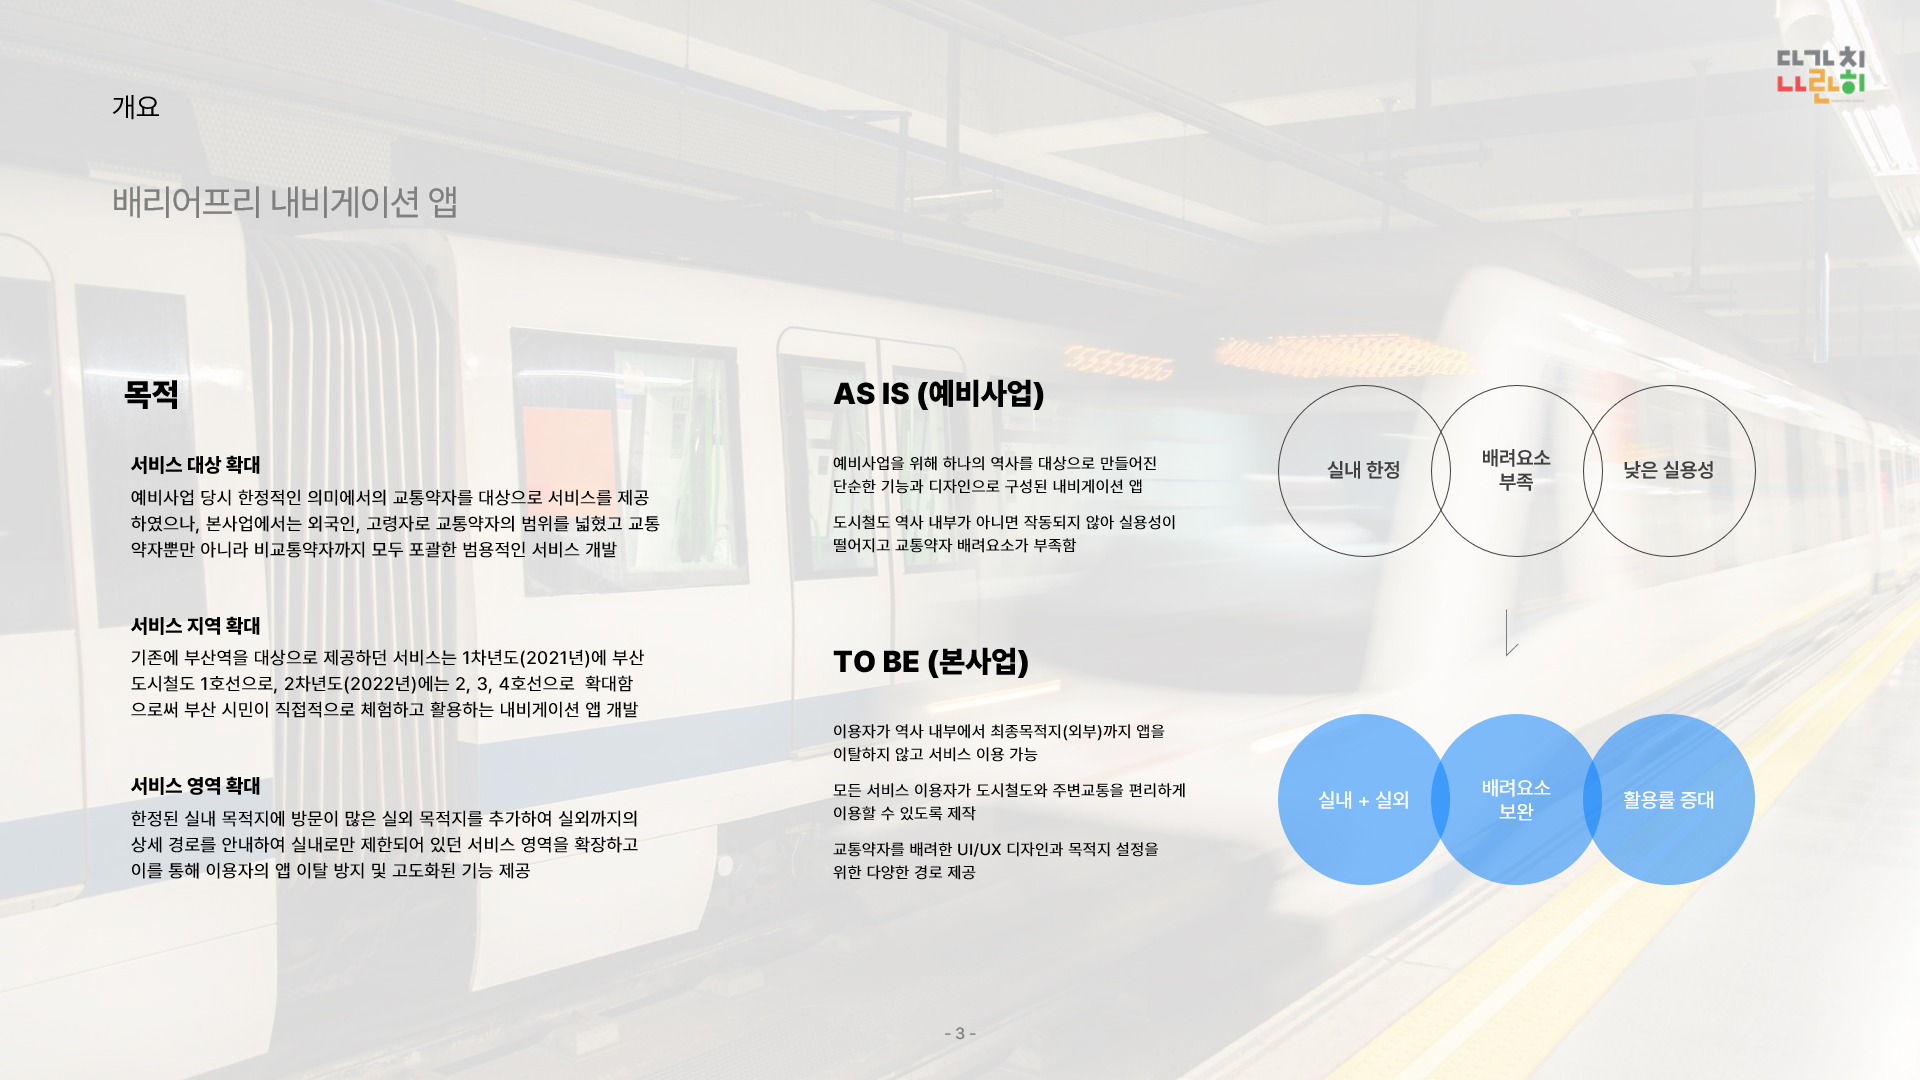 다가치
나란히
개요
배리어프리 내비게이션 앱
목적
서비스 대상 확대
예비사업 당시 한정적인 의미에서의 교통약자를 대상으로 서비스를 제공
하였으나, 본사업에서는 외국인, 고령자로 교통약자의 범위를 넓혔고 교통
약자뿐만 아니라 비교통약자까지 모두 포괄한 범용적인 서비스 개발
서비스 지역 확대
기존에 부산역을 대상으로 제공하던 서비스는 1차년도(2021년)에 부산
도시철도 1호선으로, 2차년도(2022년)에는 2, 3, 4호선으로 확대함
으로써 부산 시민이 직접적으로 체험하고 활용하는 내비게이션 앱 개발
서비스 영역 확대
한정된 실내 목적지에 방문이 많은 실외 목적지를 추가하여 실외까지의
상세 경로를 안내하여 실내로만 제한되어 있던 서비스 영역을 확장하고
이를 통해 이용자의 앱 이탈 방지 및 고도화된 기능 제공
AS IS (예비사업)
예비사업을 위해 하나의 역사를 대상으로 만들어진
단순한 기능과 디자인으로 구성된 내비게이션 앱
도시철도 역사 내부가 아니면 작동되지 않아 실용성이
떨어지고 교통약자 배려요소가 부족함
실내 한정
배려요소
부족
낮은 실용성
TO BE (본사업)
이용자가 역사 내부에서 최종목적지(외부)까지 앱을
이탈하지 않고 서비스 이용 가능
모든 서비스 이용자가 도시철도와 주변교통을 편리하게
이용할 수 있도록 제작
교통약자를 배려한 UI/UX 디자인과 목적지 설정을
위한 다양한 경로 제공
실내 + 실외
배려요소
보완
활용률 증대
- 3 -